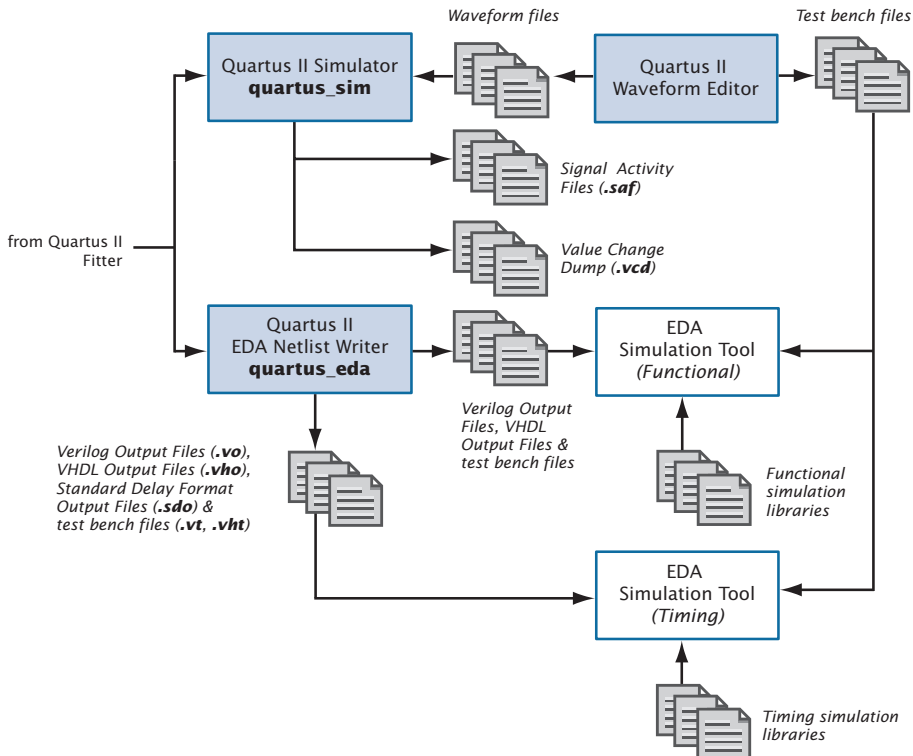 Waveform files
Test bench files
Quartus II Simulator
quartus_sim
Quartus II
Waveform Editor
Signal Activity
Files (.saf)
from Quartus II
Fitter
Value Change
Dump (.vcd)
Quartus II
EDA Netlist Writer
quartus_eda
EDA
Simulation Tool
(Functional)
Verilog Output
Files, VHDL
Output Files &
test bench files
Verilog Output Files (.vo),
VHDL Output Files (.vho),
Standard Delay Format
Output Files (.sdo) &
test bench files (.vt, .vht)
Functional
simulation
libraries
EDA
Simulation Tool
(Timing)
Timing simulation
libraries